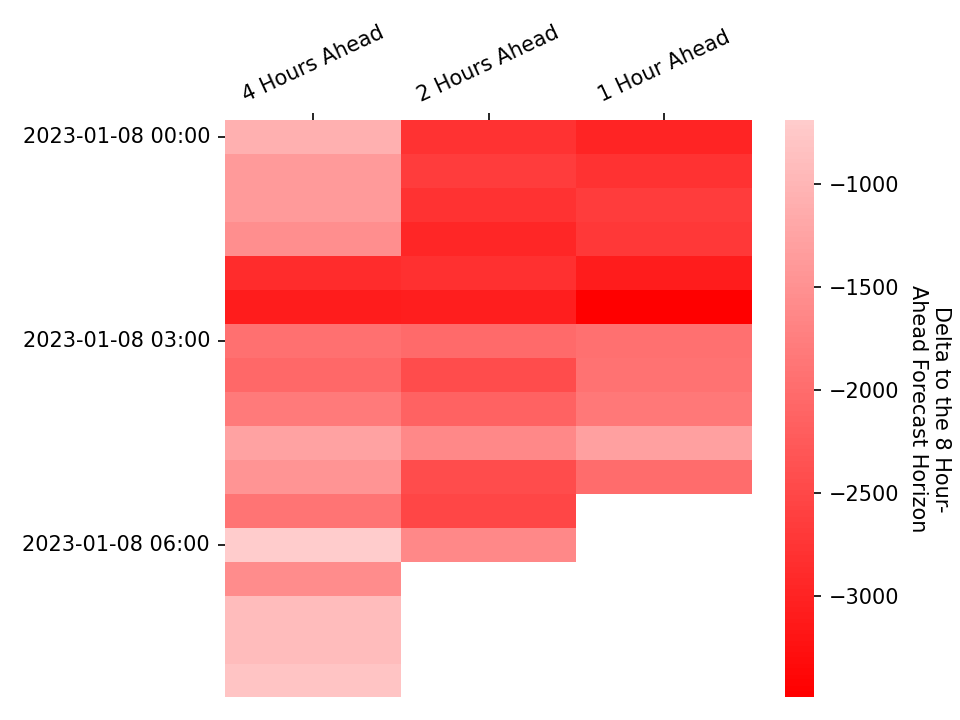 4 Hours Ahead
2 Hours Ahead
1 Hour Ahead
2023-01-08 00:00
2023-01-08 03:00
2023-01-08 06:00
−1000
−1500
−2000
−2500
−3000
Delta to the 8 Hour-
Ahead Forecast Horizon